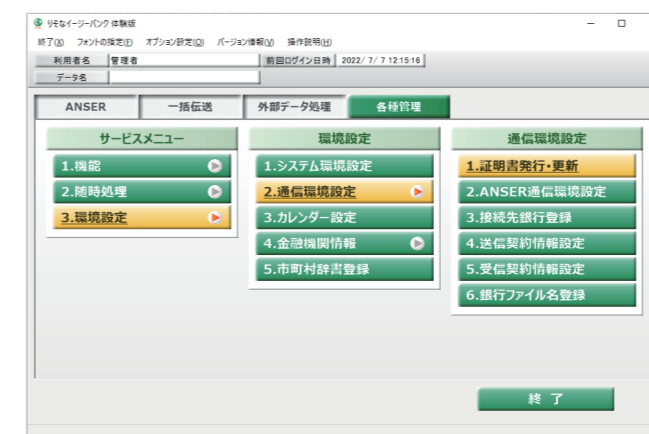 りそなイージーバンク 体験版
終了(X) フォントの指定(F) オプション設定(O) バージョン情報(V) 操作説明(H)
利用者名 管理者 前回ログイン日時 2022/ 7/ 7 12:15:16
データ名
ANSER 一括伝送 外部データ処理 各種管理
サービスメニュー 環境設定 通信環境設定
1.機能 1.システム環境設定 1.証明書発行・更新
2.随時処理 2.通信環境設定 2.ANSER通信環境設定
3.環境設定 3.カレンダー設定 3.接続先銀行登録
4.金融機関情報 4.送信契約情報設定
5.市町村辞書登録 5.受信契約情報設定
6.銀行ファイル名登録
終 了